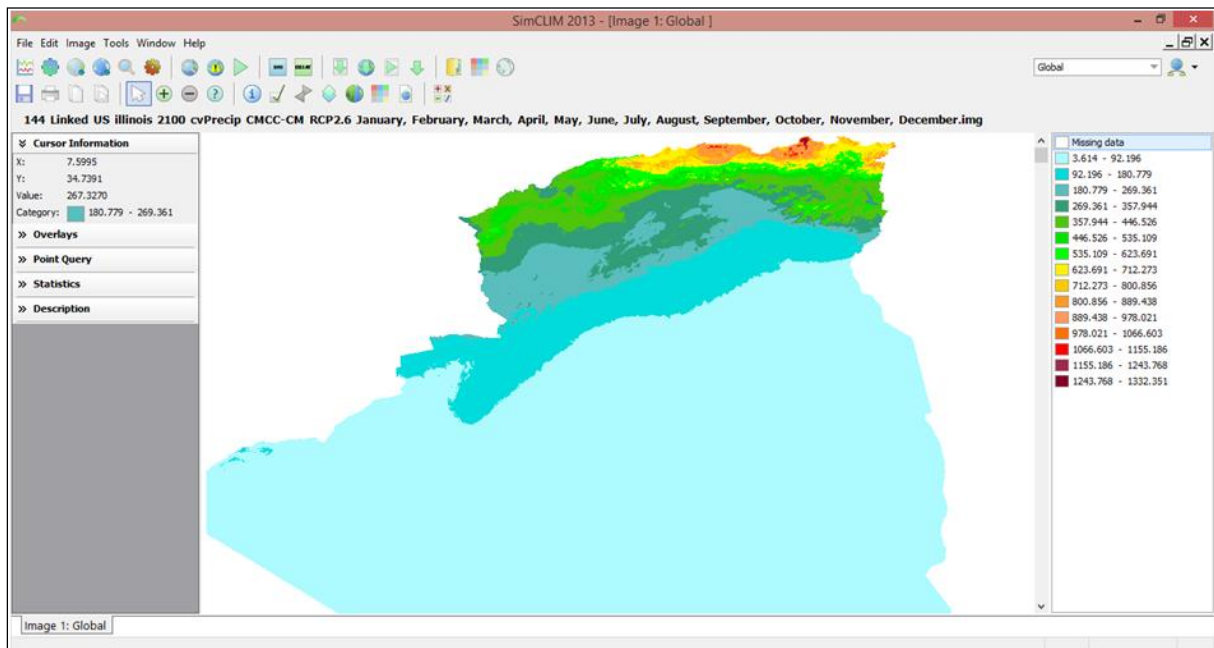 SimCLIM 2013 - [Image 1: Global ]
File Edit Image Tools Window Help
Global
144 Linked US illinois 2100 cvPrecip CMCC-CM RCP2.6 January, February, March, April, May, June, July, August, September, October, November, December.img
Cursor Information
X: 7.5995
Y: 34.7391
Value: 267.3270
Category: 180.779 - 269.361
Overlays
Point Query
Statistics
Description
Missing data
3.614 - 92.196
92.196 - 180.779
180.779 - 269.361
269.361 - 357.944
357.944 - 446.526
446.526 - 535.109
535.109 - 623.691
623.691 - 712.273
712.273 - 800.856
800.856 - 889.438
889.438 - 978.021
978.021 - 1066.603
1066.603 - 1155.186
1155.186 - 1243.768
1243.768 - 1332.351
Image 1: Global